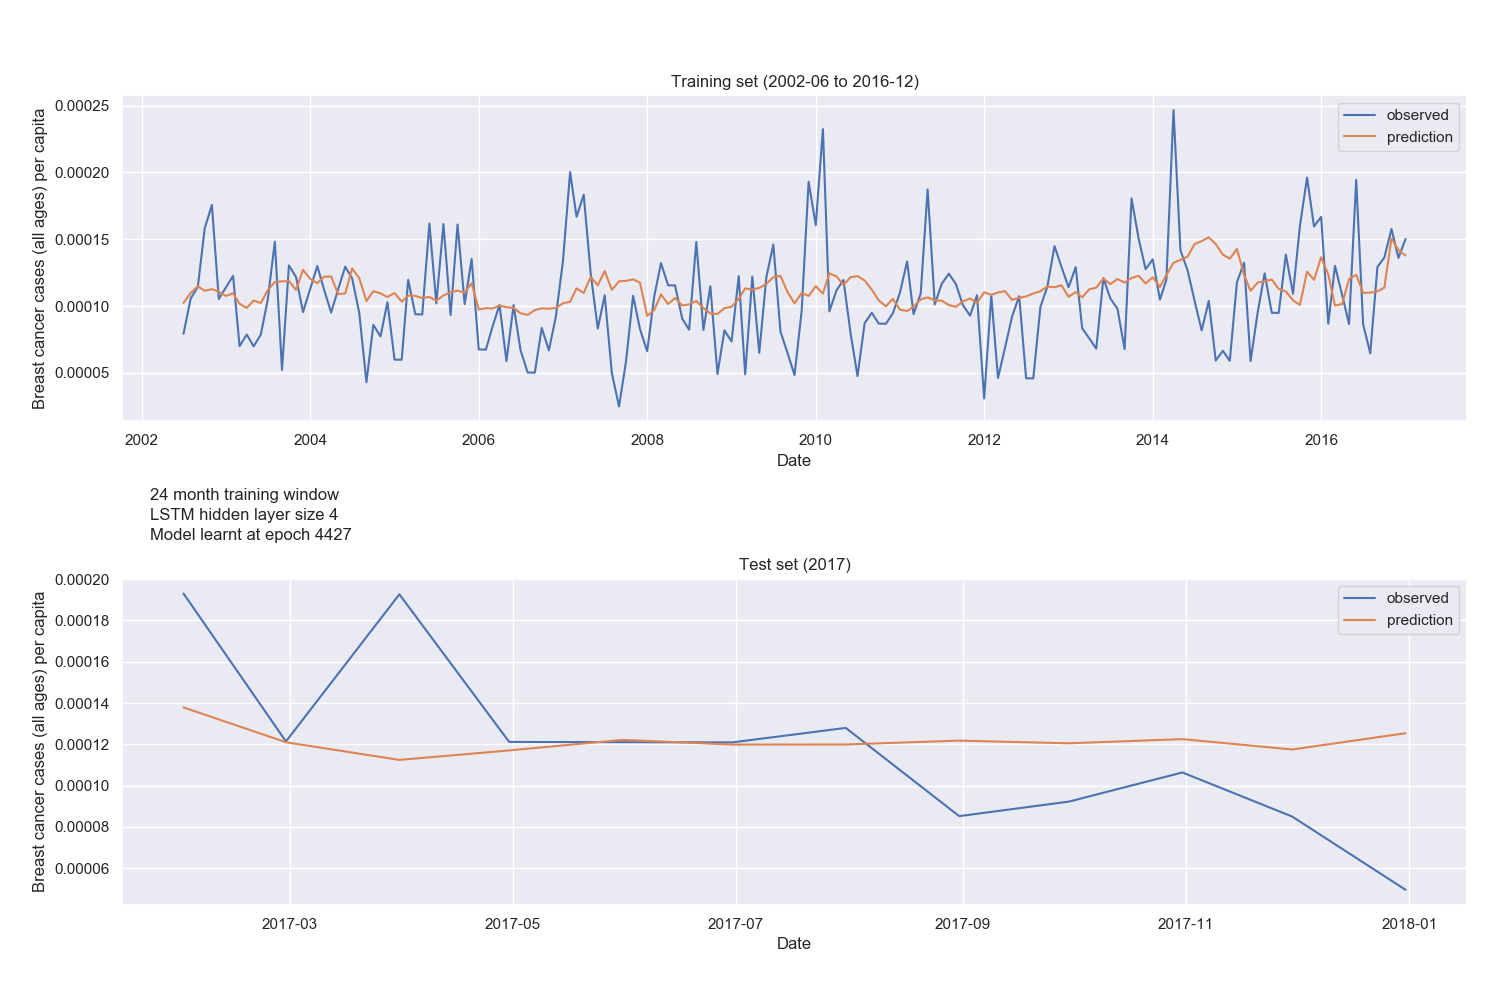 Training set (2002-06 to 2016-12)
Breast cancer cases (all ages) per capita
0.00025
0.00020
0.00015
0.00010
0.00005
observed
prediction
2002 2004 2006 2008 2010 2012 2014 2016
Date
24 month training window
LSTM hidden layer size 4
Model learnt at epoch 4427
Test set (2017)
Breast cancer cases (all ages) per capita
0.00020
0.00018
0.00016
0.00014
0.00012
0.00010
0.00008
0.00006
observed
prediction
2017-03 2017-05 2017-07 2017-09 2017-11 2018-01
Date